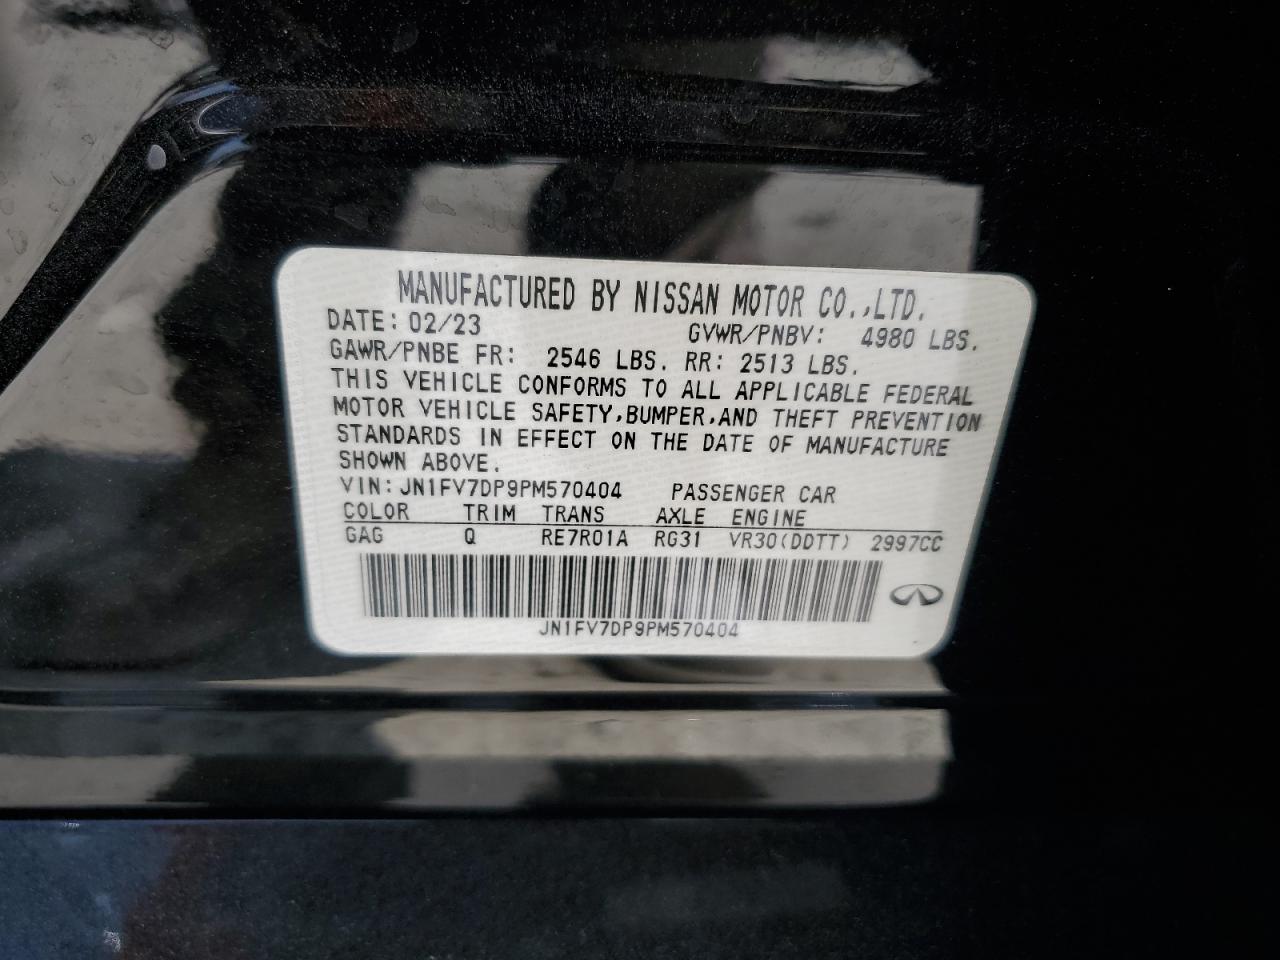 MANUFACTURED BY NISSAN MOTOR CO.,LTD.
DATE: 02/23 GVWR/PNBV: 4980 LBS.
GAWR/PNBE FR: 2546 LBS. RR: 2513 LBS.
THIS VEHICLE CONFORMS TO ALL APPLICABLE FEDERAL
MOTOR VEHICLE SAFETY,BUMPER,AND THEFT PREVENTION
STANDARDS IN EFFECT ON THE DATE OF MANUFACTURE
SHOWN ABOVE.
VIN: JN1FV7DP9PM570404 PASSENGER CAR
COLOR TRIM TRANS AXLE ENGINE
GAG Q RE7R01A RG31 VR30(DDTT) 2997CC
JN1FV7DP9PM570404